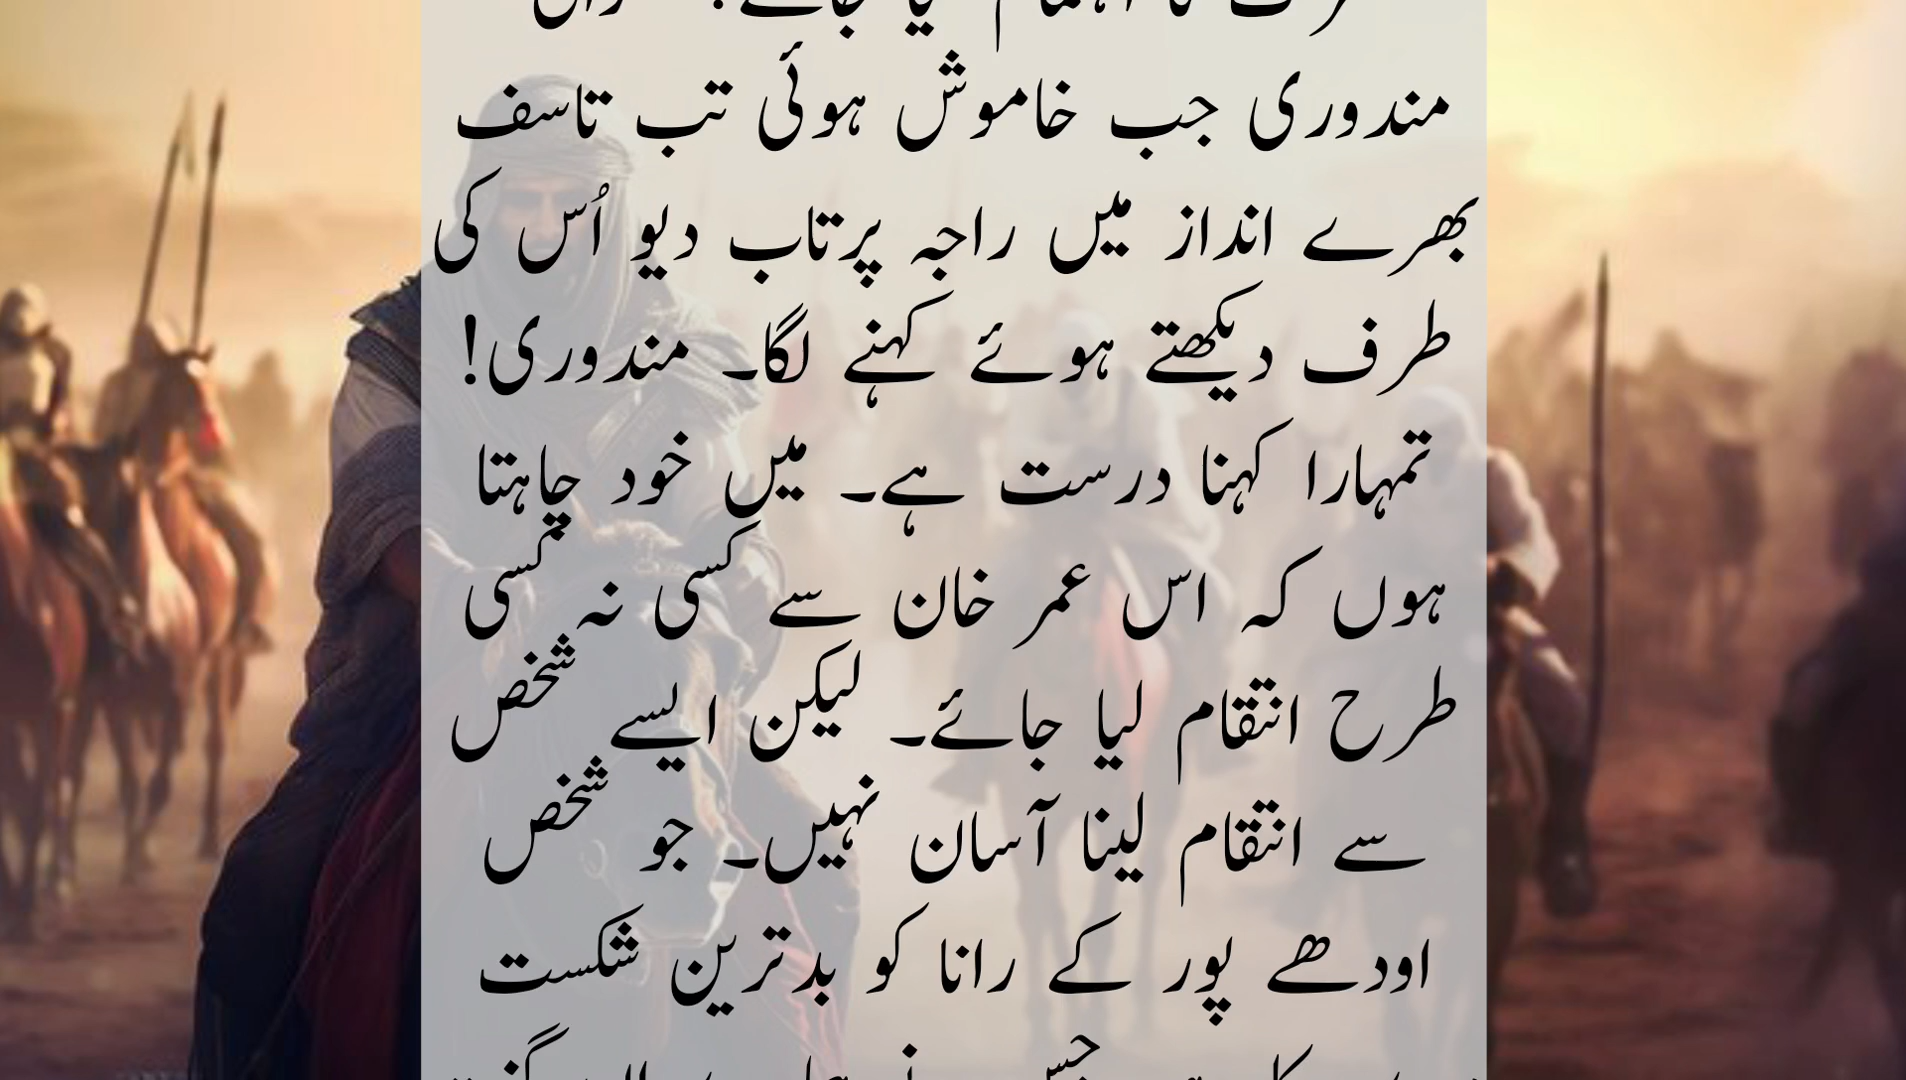 مندوری جب خاموش ہوئی تب تاسف
بھرے انداز میں راجہ پرتاب دیو اُس کی
طرف دیکھتے ہوئے کہنے لگا۔ مندوری!
تمہارا کہنا درست ہے۔ میں خود چاہتا
ہوں کہ اس عمر خان سے کسی نہ کسی
طرح انتقام لیا جائے۔ لیکن ایسے شخص
سے انتقام لینا آسان نہیں۔ جو شخص
اودھے پور کے رانا کو بدترین شکست